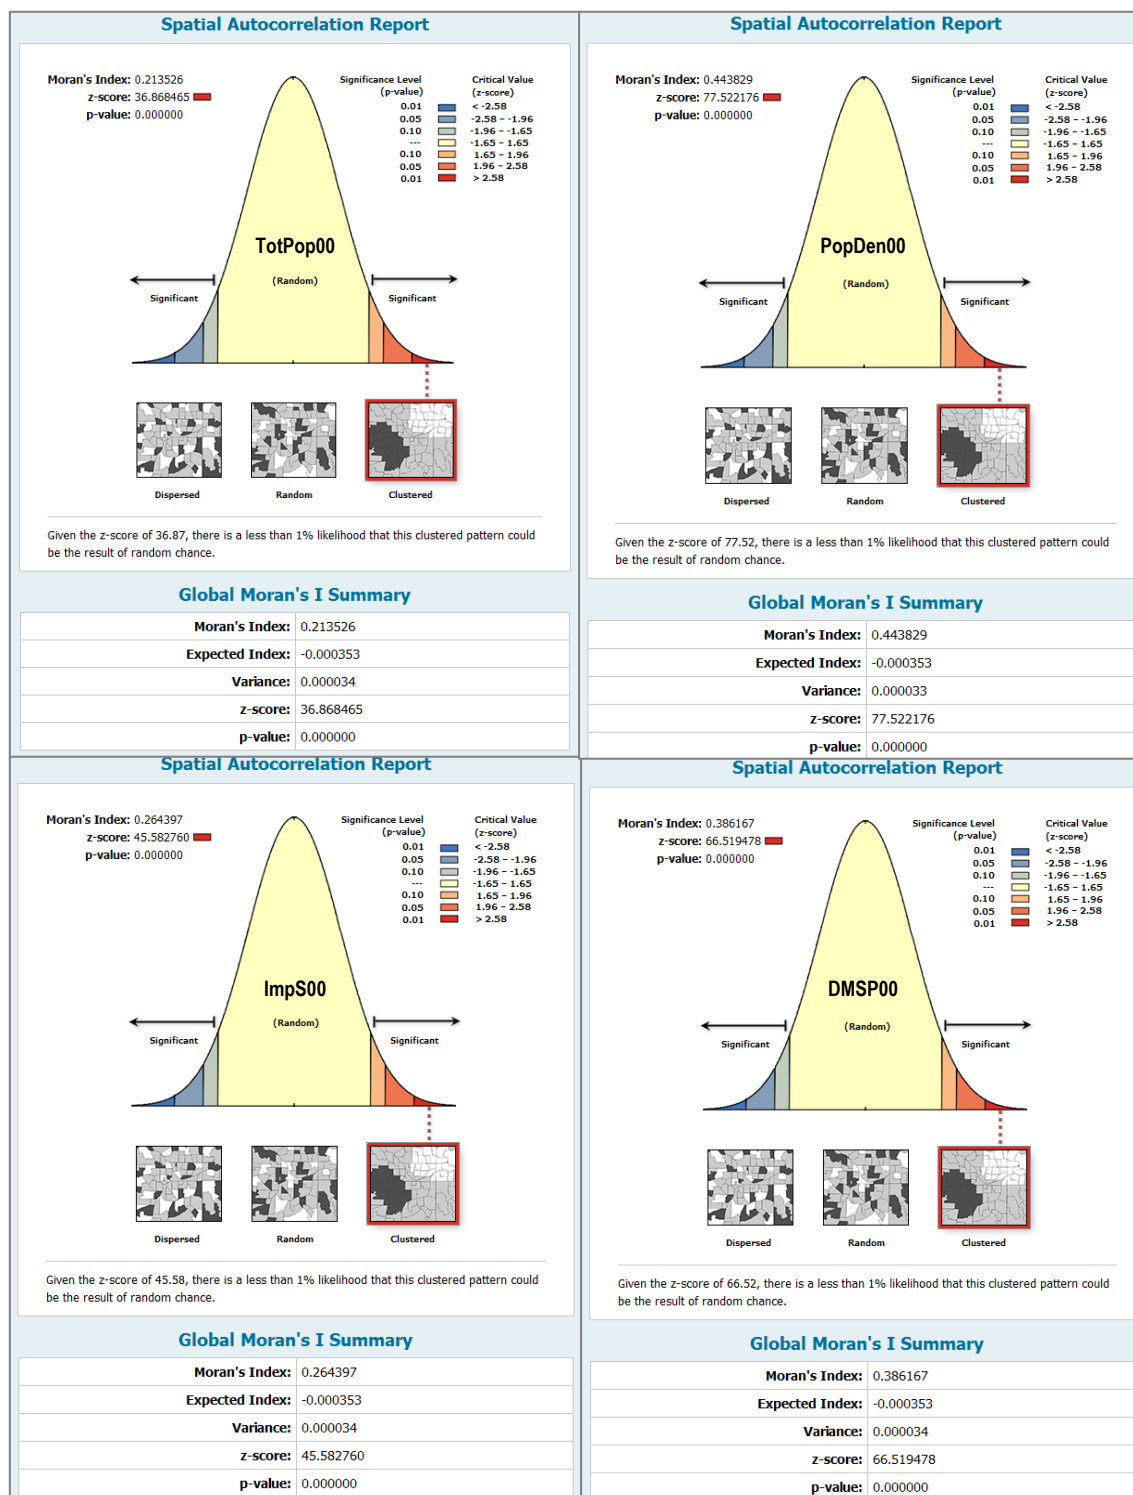 Spatial Autocorrelation Report
Moran's Index: 0.213526
z-score: 36.868465
p-value: 0.000000
Significance Level (p-value)
Critical Value (z-score)
0.01 < -2.58
0.05 -2.58 – -1.96
0.10 -1.96 – -1.65
--- -1.65 – 1.65
0.10 1.65 – 1.96
0.05 1.96 – 2.58
0.01 > 2.58
TotPop00
(Random)
Significant
Significant
Dispersed
Random
Clustered
Given the z-score of 36.87, there is a less than 1% likelihood that this clustered pattern could
be the result of random chance.
Global Moran's I Summary
Moran's Index: 0.213526
Expected Index: -0.000353
Variance: 0.000034
z-score: 36.868465
p-value: 0.000000
Spatial Autocorrelation Report
Moran's Index: 0.443829
z-score: 77.522176
p-value: 0.000000
Significance Level (p-value)
Critical Value (z-score)
0.01 < -2.58
0.05 -2.58 – -1.96
0.10 -1.96 – -1.65
--- -1.65 – 1.65
0.10 1.65 – 1.96
0.05 1.96 – 2.58
0.01 > 2.58
PopDen00
(Random)
Significant
Significant
Dispersed
Random
Clustered
Given the z-score of 77.52, there is a less than 1% likelihood that this clustered pattern could
be the result of random chance.
Global Moran's I Summary
Moran's Index: 0.443829
Expected Index: -0.000353
Variance: 0.000033
z-score: 77.522176
p-value: 0.000000
Spatial Autocorrelation Report
Moran's Index: 0.264397
z-score: 45.582760
p-value: 0.000000
Significance Level (p-value)
Critical Value (z-score)
0.01 < -2.58
0.05 -2.58 – -1.96
0.10 -1.96 – -1.65
--- -1.65 – 1.65
0.10 1.65 – 1.96
0.05 1.96 – 2.58
0.01 > 2.58
ImpS00
(Random)
Significant
Significant
Dispersed
Random
Clustered
Given the z-score of 45.58, there is a less than 1% likelihood that this clustered pattern could
be the result of random chance.
Global Moran's I Summary
Moran's Index: 0.264397
Expected Index: -0.000353
Variance: 0.000034
z-score: 45.582760
p-value: 0.000000
Spatial Autocorrelation Report
Moran's Index: 0.386167
z-score: 66.519478
p-value: 0.000000
Significance Level (p-value)
Critical Value (z-score)
0.01 < -2.58
0.05 -2.58 – -1.96
0.10 -1.96 – -1.65
--- -1.65 – 1.65
0.10 1.65 – 1.96
0.05 1.96 – 2.58
0.01 > 2.58
DMSP00
(Random)
Significant
Significant
Dispersed
Random
Clustered
Given the z-score of 66.52, there is a less than 1% likelihood that this clustered pattern could
be the result of random chance.
Global Moran's I Summary
Moran's Index: 0.386167
Expected Index: -0.000353
Variance: 0.000034
z-score: 66.519478
p-value: 0.000000